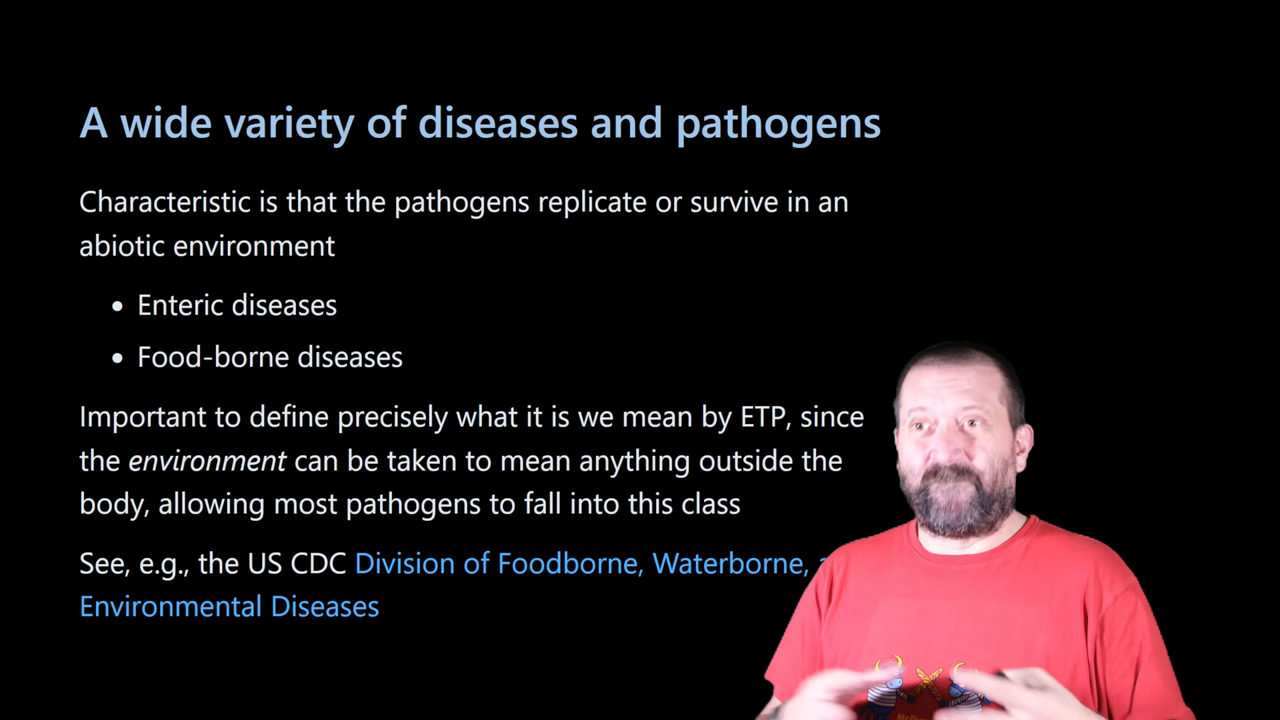 A wide variety of diseases and pathogens
Characteristic is that the pathogens replicate or survive in an
abiotic environment
• Enteric diseases
• Food-borne diseases
Important to define precisely what it is we mean by ETP, since
the environment can be taken to mean anything outside the
body, allowing most pathogens to fall into this class
See, e.g., the US CDC Division of Foodborne, Waterborne,
Environmental Diseases